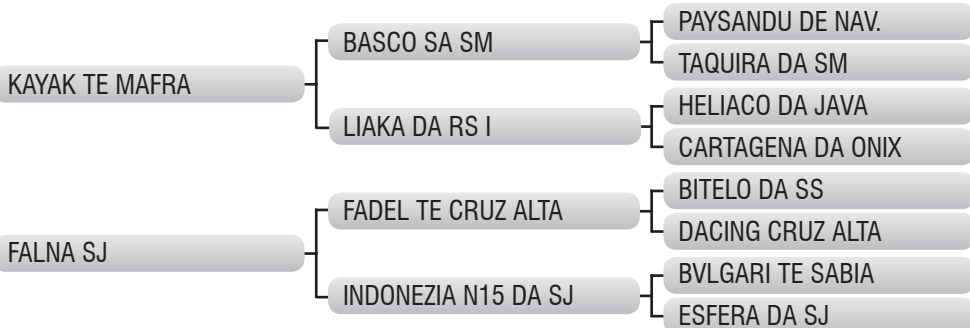 KAYAK TE MAFRA
BASCO SA SM
PAYSANDU DE NAV.
TAQUIRA DA SM
LIAKA DA RS I
HELIACO DA JAVA
CARTAGENA DA ONIX
FALNA SJ
FADEL TE CRUZ ALTA
BITELO DA SS
DACING CRUZ ALTA
INDONEZIA N15 DA SJ
BVLGARI TE SABIA
ESFERA DA SJ